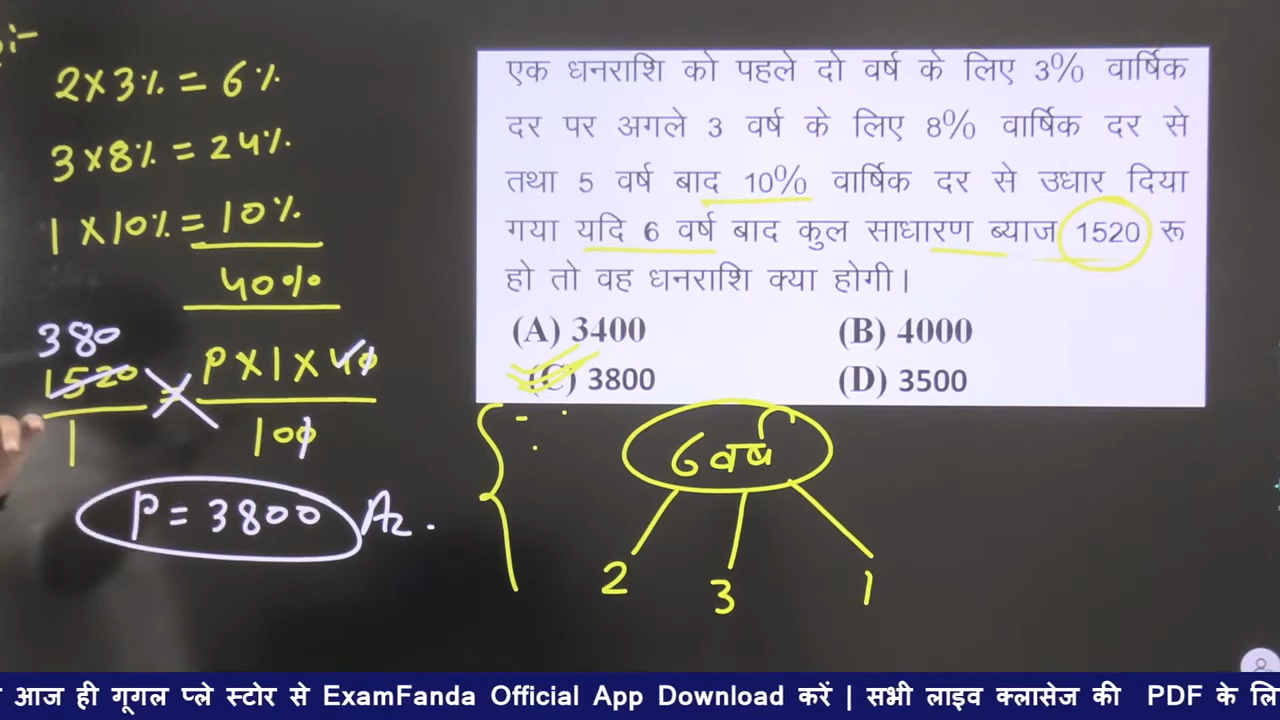 :-
2×3% = 6%
3×8% = 24%
1×10% = 10%
40%
380
1520/1 = P×1×40/100
P = 3800 Ans.
एक धनराशि को पहले दो वर्ष के लिए 3% वार्षिक
दर पर अगले 3 वर्ष के लिए 8% वार्षिक दर से
तथा 5 वर्ष बाद 10% वार्षिक दर से उधार दिया
गया यदि 6 वर्ष बाद कुल साधारण ब्याज 1520 रू
हो तो वह धनराशि क्या होगी।
(A) 3400 (B) 4000
(C) 3800 (D) 3500
6 वर्ष
2 3 1
आज ही गूगल प्ले स्टोर से ExamFanda Official App Download करें | सभी लाइव क्लासेज की PDF के लि